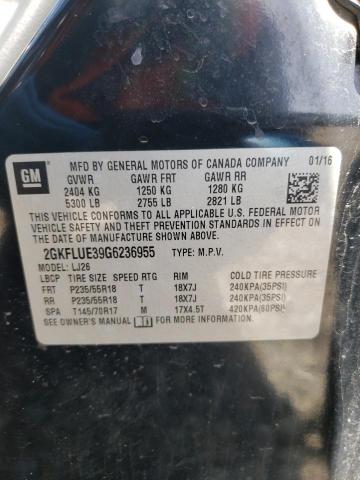 GM
MFD BY GENERAL MOTORS OF CANADA COMPANY 01/16
GVWR GAWR FRT GAWR RR
2404 KG 1250 KG 1280 KG
5300 LB 2755 LB 2821 LB
THIS VEHICLE CONFORMS TO ALL APPLICABLE U.S. FEDERAL MOTOR
VEHICLE SAFETY AND THEFT PREVENTION STANDARDS IN
EFFECT ON THE DATE OF MANUFACTURE SHOWN ABOVE.
2GKFLUE39G6236955 TYPE: M.P.V.
MODEL: LJ26
LBCP TIRE SIZE SPEED RTG RIM COLD TIRE PRESSURE
FRT P235/55R18 T 18X7J 240KPA(35PSI)
RR P235/55R18 T 18X7J 240KPA(35PSI)
SPA T145/70R17 M 17X4.5T 420KPA(60PSI)
SEE OWNER'S MANUAL FOR MORE INFORMATION.